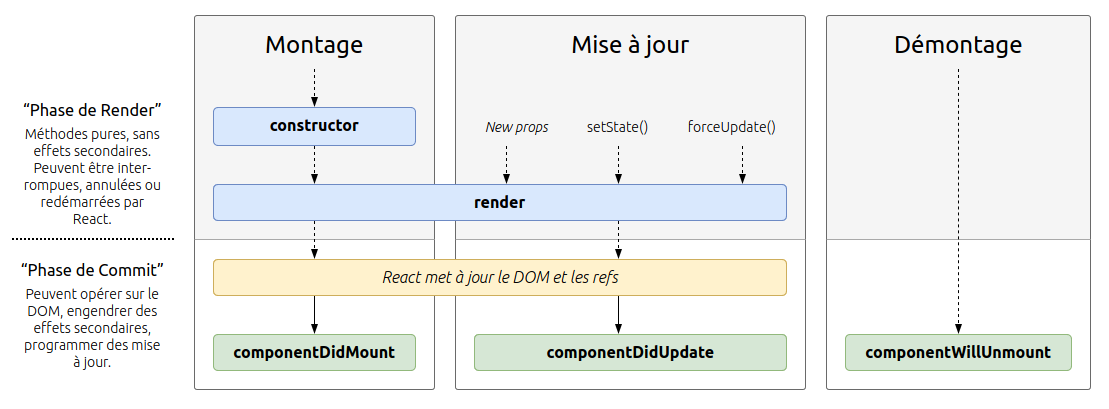 Montage
Mise à jour
Démontage
“Phase de Render”
Méthodes pures, sans
effets secondaires.
Peuvent être inter-
rompues, annulées ou
redémarrées par
React.
constructor
New props
setState()
forceUpdate()
render
“Phase de Commit”
Peuvent opérer sur le
DOM, engendrer des
effets secondaires,
programmer des mise
à jour.
React met à jour le DOM et les refs
componentDidMount
componentDidUpdate
componentWillUnmount